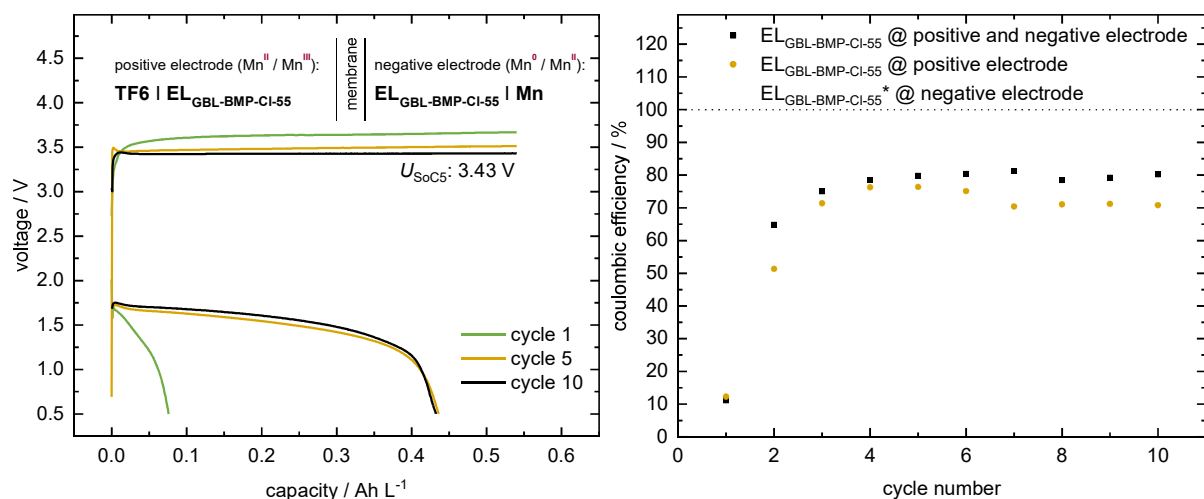 positive electrode (Mn^II / Mn^III):
TF6 | EL_GBL-BMP-Cl-55
membrane
negative electrode (Mn^0 / Mn^II):
EL_GBL-BMP-Cl-55 | Mn
U_SoC5: 3.43 V
cycle 1
cycle 5
cycle 10
voltage / V
4.5
4.0
3.5
3.0
2.5
2.0
1.5
1.0
0.5
0.0 0.1 0.2 0.3 0.4 0.5 0.6
capacity / Ah L^-1
EL_GBL-BMP-Cl-55 @ positive and negative electrode
EL_GBL-BMP-Cl-55 @ positive electrode
EL_GBL-BMP-Cl-55* @ negative electrode
coulombic efficiency / %
120
110
100
90
80
70
60
50
40
30
20
10
0
0 2 4 6 8 10
cycle number